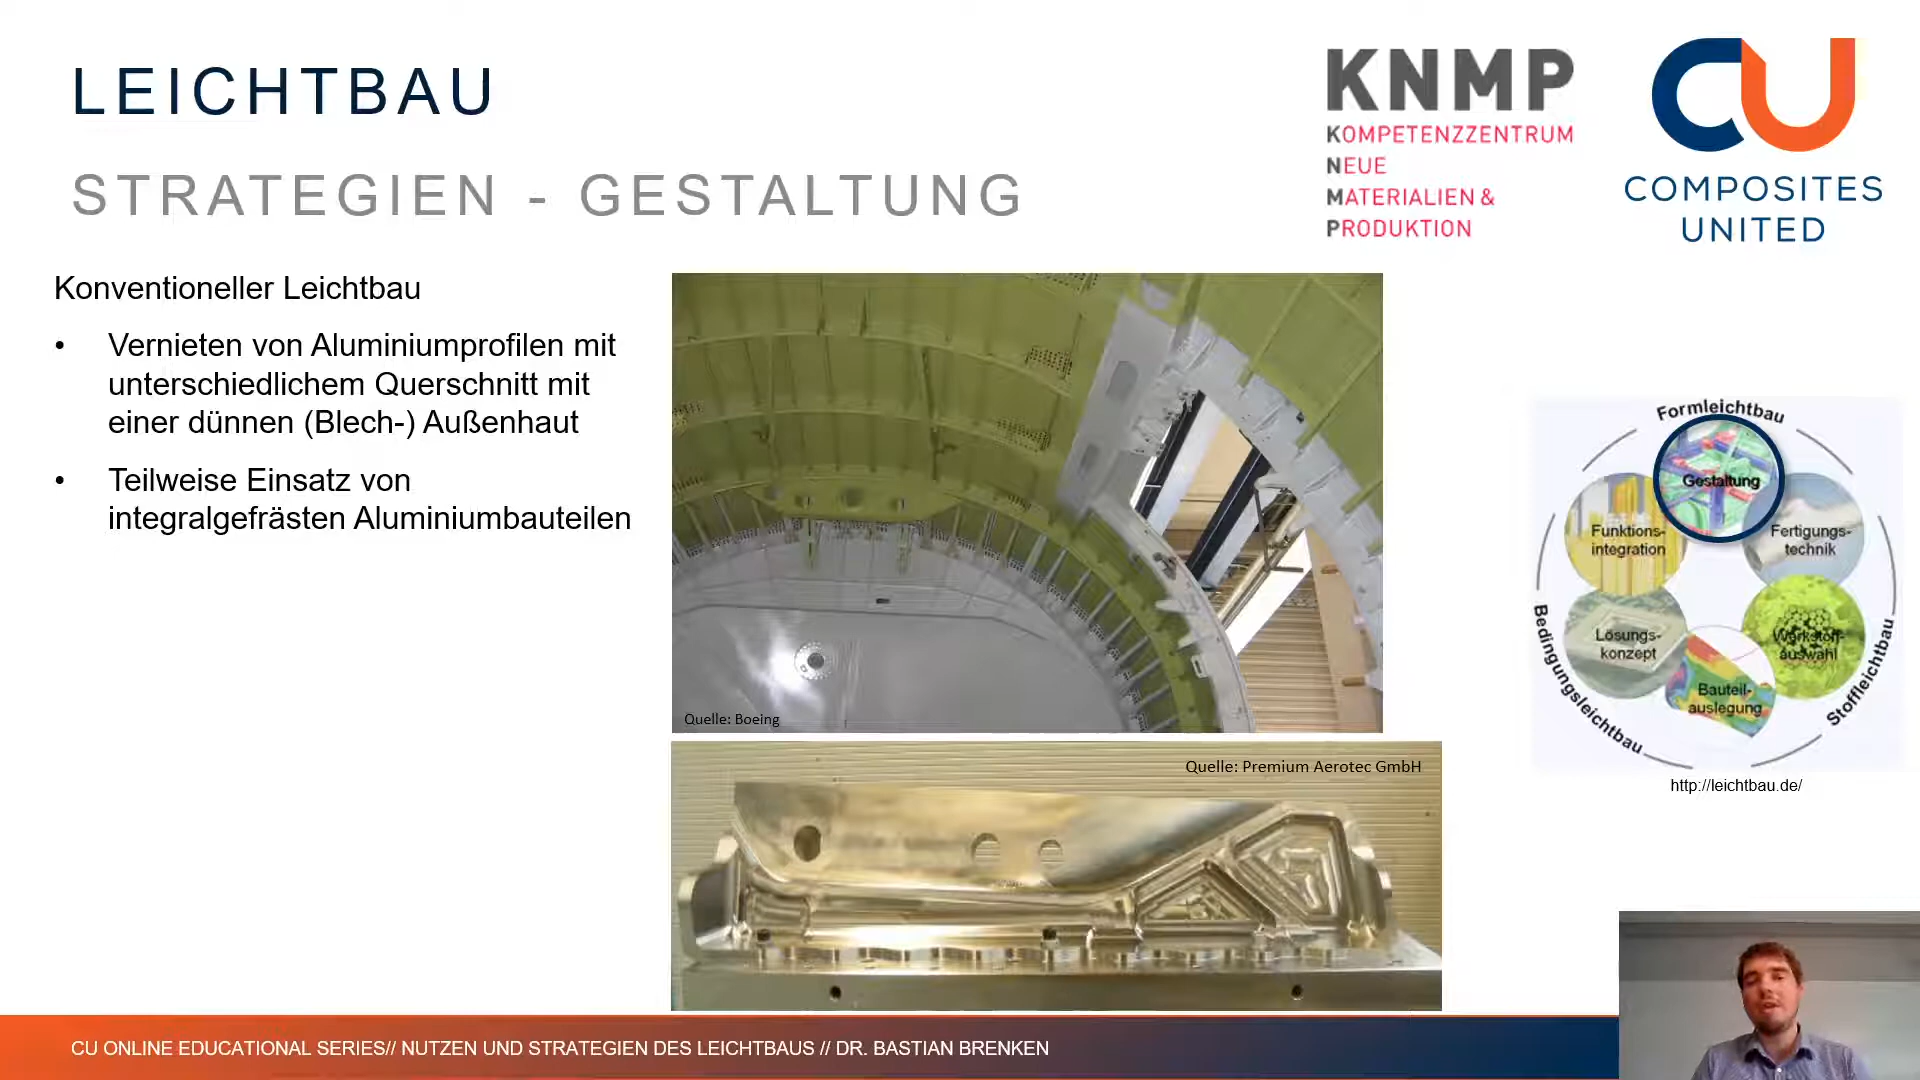 LEICHTBAU
STRATEGIEN - GESTALTUNG
KNMP
KOMPETENZZENTRUM
NEUE
MATERIALIEN &
PRODUKTION
CU
COMPOSITES
UNITED
Konventioneller Leichtbau
• Vernieten von Aluminiumprofilen mit
unterschiedlichem Querschnitt mit
einer dünnen (Blech-) Außenhaut
• Teilweise Einsatz von
integralgefrästen Aluminiumbauteilen
Quelle: Boeing
Quelle: Premium Aerotec GmbH
Formleichtbau
Gestaltung
Funktions-
integration
Fertigungs-
technik
Lösungs-
konzept
Werkstoff-
auswahl
Bauteil-
auslegung
Bedingungsleichtbau
Stoffleichtbau
http://leichtbau.de/
CU ONLINE EDUCATIONAL SERIES// NUTZEN UND STRATEGIEN DES LEICHTBAUS // DR. BASTIAN BRENKEN